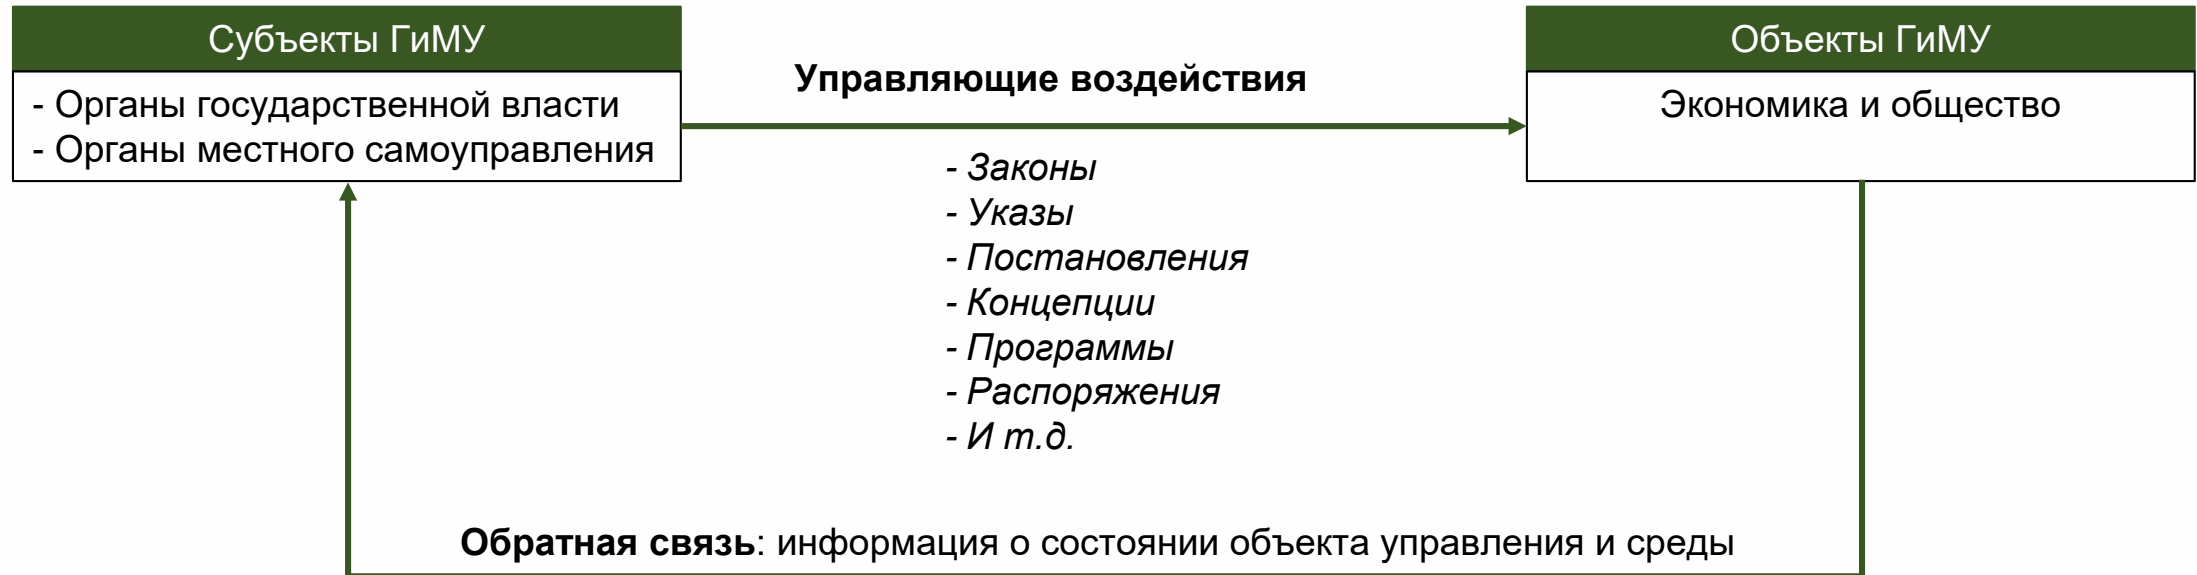 Субъекты ГиМУ
- Органы государственной власти
- Органы местного самоуправления
Управляющие воздействия
- Законы
- Указы
- Постановления
- Концепции
- Программы
- Распоряжения
- И т.д.
Объекты ГиМУ
Экономика и общество
Обратная связь: информация о состоянии объекта управления и среды